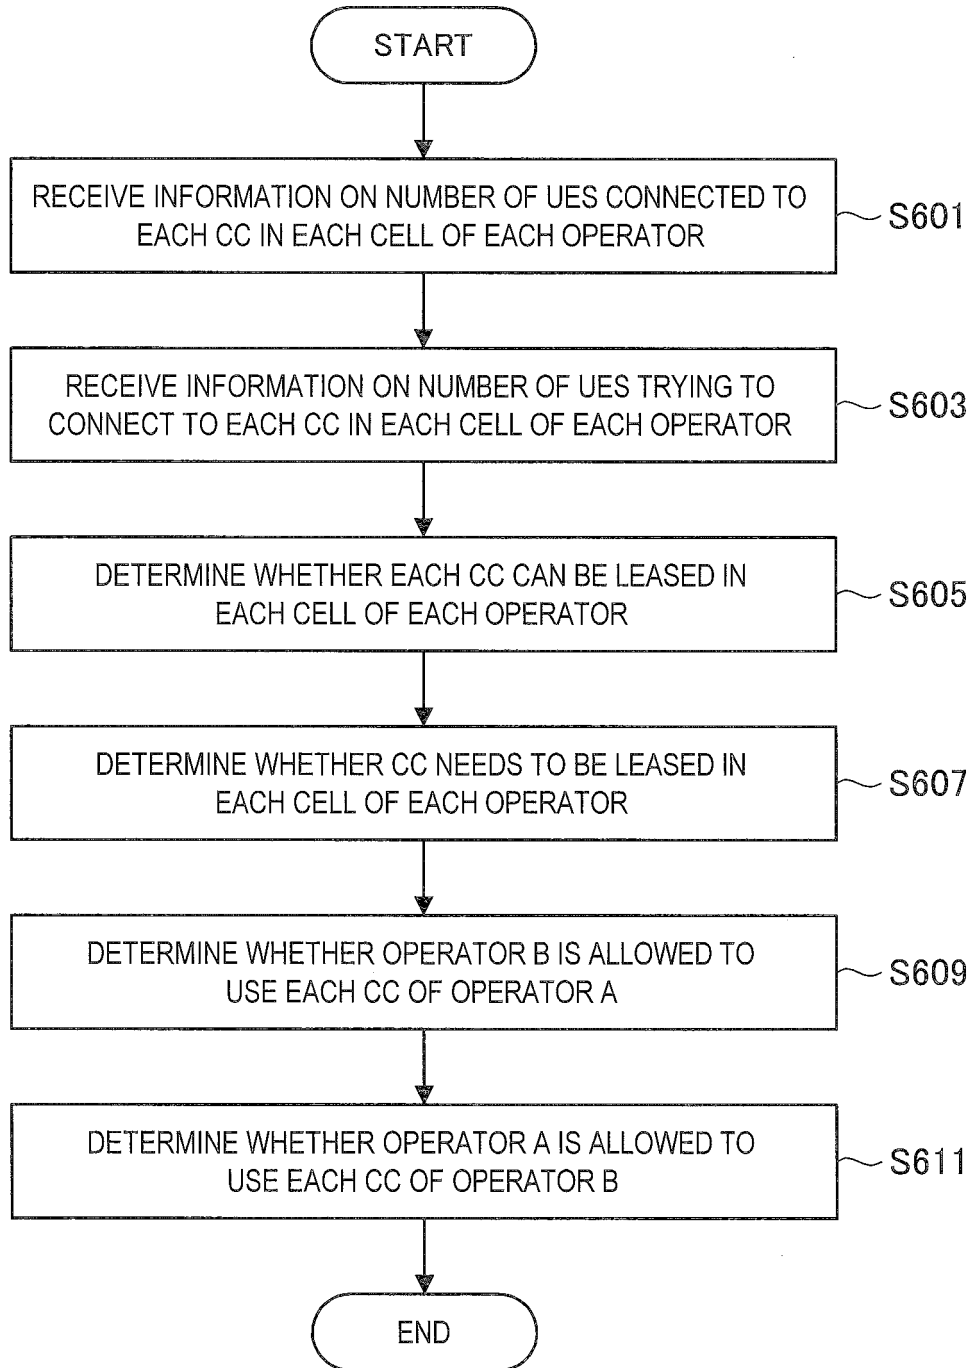 START
RECEIVE INFORMATION ON NUMBER OF UES CONNECTED TO
EACH CC IN EACH CELL OF EACH OPERATOR
S601
RECEIVE INFORMATION ON NUMBER OF UES TRYING TO
CONNECT TO EACH CC IN EACH CELL OF EACH OPERATOR
S603
DETERMINE WHETHER EACH CC CAN BE LEASED IN
EACH CELL OF EACH OPERATOR
S605
DETERMINE WHETHER CC NEEDS TO BE LEASED IN
EACH CELL OF EACH OPERATOR
S607
DETERMINE WHETHER OPERATOR B IS ALLOWED TO
USE EACH CC OF OPERATOR A
S609
DETERMINE WHETHER OPERATOR A IS ALLOWED TO
USE EACH CC OF OPERATOR B
S611
END